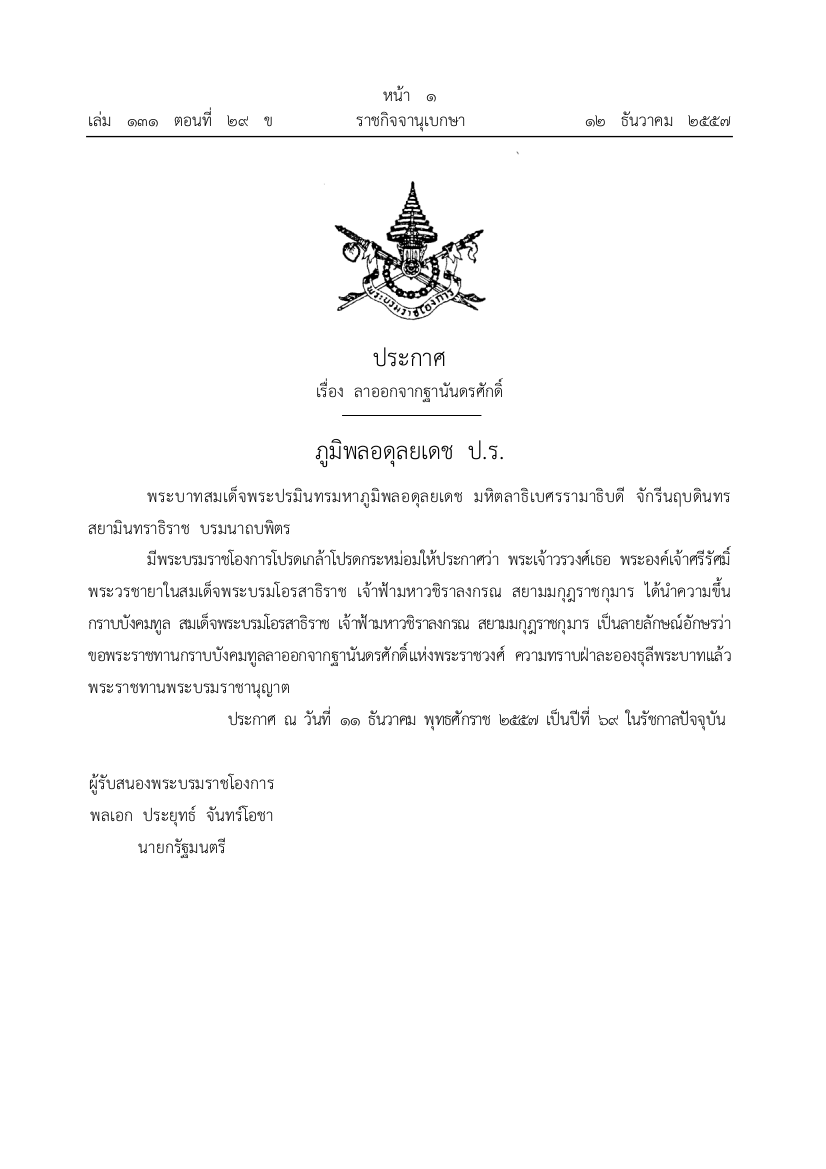 หน้า ๑
เล่ม ๑๓๑ ตอนที่ ๒๙ ข ราชกิจจานุเบกษา ๑๒ ธันวาคม ๒๕๕๗
พระบรมราชโองการ
ประกาศ
เรื่อง ลาออกจากฐานันดรศักดิ์
ภูมิพลอดุลยเดช ป.ร.
พระบาทสมเด็จพระปรมินทรมหาภูมิพลอดุลยเดช มหิตลาธิเบศรรามาธิบดี จักรีนฤบดินทร
สยามินทราธิราช บรมนาถบพิตร
มีพระบรมราชโองการโปรดเกล้าโปรดกระหม่อมให้ประกาศว่า พระเจ้าวรวงศ์เธอ พระองค์เจ้าศรีรัศมิ์
พระวรชายาในสมเด็จพระบรมโอรสาธิราช เจ้าฟ้ามหาวชิราลงกรณ สยามมกุฎราชกุมาร ได้นำความขึ้น
กราบบังคมทูล สมเด็จพระบรมโอรสาธิราช เจ้าฟ้ามหาวชิราลงกรณ สยามมกุฎราชกุมาร เป็นลายลักษณ์อักษรว่า
ขอพระราชทานกราบบังคมทูลลาออกจากฐานันดรศักดิ์แห่งพระราชวงศ์ ความทราบฝ่าละอองธุลีพระบาทแล้ว
พระราชทานพระบรมราชานุญาต
ประกาศ ณ วันที่ ๑๑ ธันวาคม พุทธศักราช ๒๕๕๗ เป็นปีที่ ๖๙ ในรัชกาลปัจจุบัน
ผู้รับสนองพระบรมราชโองการ
พลเอก ประยุทธ์ จันทร์โอชา
นายกรัฐมนตรี